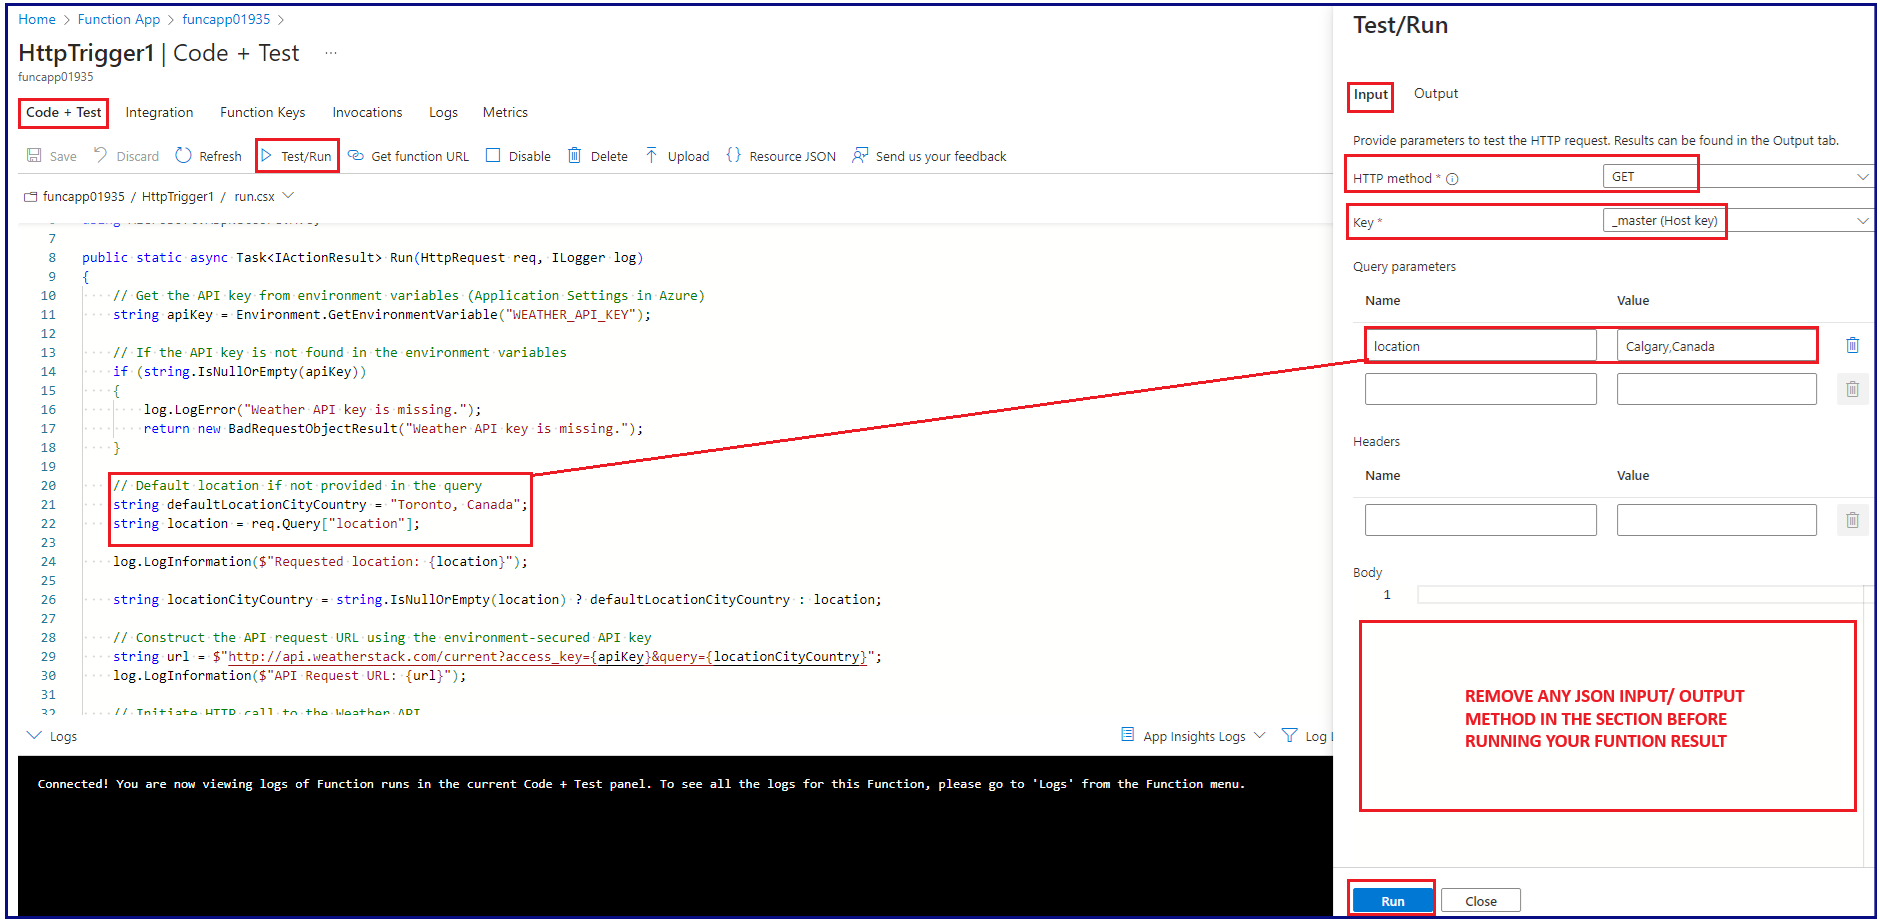 Home > Function App > funcapp01935 >
HttpTrigger1 | Code + Test ...
funcapp01935
Code + Test Integration Function Keys Invocations Logs Metrics
Save Discard Refresh Test/Run Get function URL Disable Delete Upload {} Resource JSON Send us your feedback
funcapp01935 / HttpTrigger1 / run.csx
7
8 public static async Task<IActionResult> Run(HttpRequest req, ILogger log)
9 {
10 // Get the API key from environment variables (Application Settings in Azure)
11 string apiKey = Environment.GetEnvironmentVariable("WEATHER_API_KEY");
12
13 // If the API key is not found in the environment variables
14 if (string.IsNullOrEmpty(apiKey))
15 {
16 log.LogError("Weather API key is missing.");
17 return new BadRequestObjectResult("Weather API key is missing.");
18 }
19
20 // Default location if not provided in the query
21 string defaultLocationCityCountry = "Toronto, Canada";
22 string location = req.Query["location"];
23
24 log.LogInformation($"Requested location: {location}");
25
26 string locationCityCountry = string.IsNullOrEmpty(location) ? defaultLocationCityCountry : location;
27
28 // Construct the API request URL using the environment-secured API key
29 string url = $"http://api.weatherstack.com/current?access_key={apiKey}&query={locationCityCountry}";
30 log.LogInformation($"API Request URL: {url}");
31
32 // Initiate HTTP call to the Weather API
Logs App Insights Logs Log
Connected! You are now viewing logs of Function runs in the current Code + Test panel. To see all the logs for this Function, please go to 'Logs' from the Function menu.
Test/Run
Input Output
Provide parameters to test the HTTP request. Results can be found in the Output tab.
HTTP method * GET
Key * _master (Host key)
Query parameters
Name Value
location Calgary,Canada
Headers
Name Value
Body
1
REMOVE ANY JSON INPUT/ OUTPUT
METHOD IN THE SECTION BEFORE
RUNNING YOUR FUNTION RESULT
Run Close